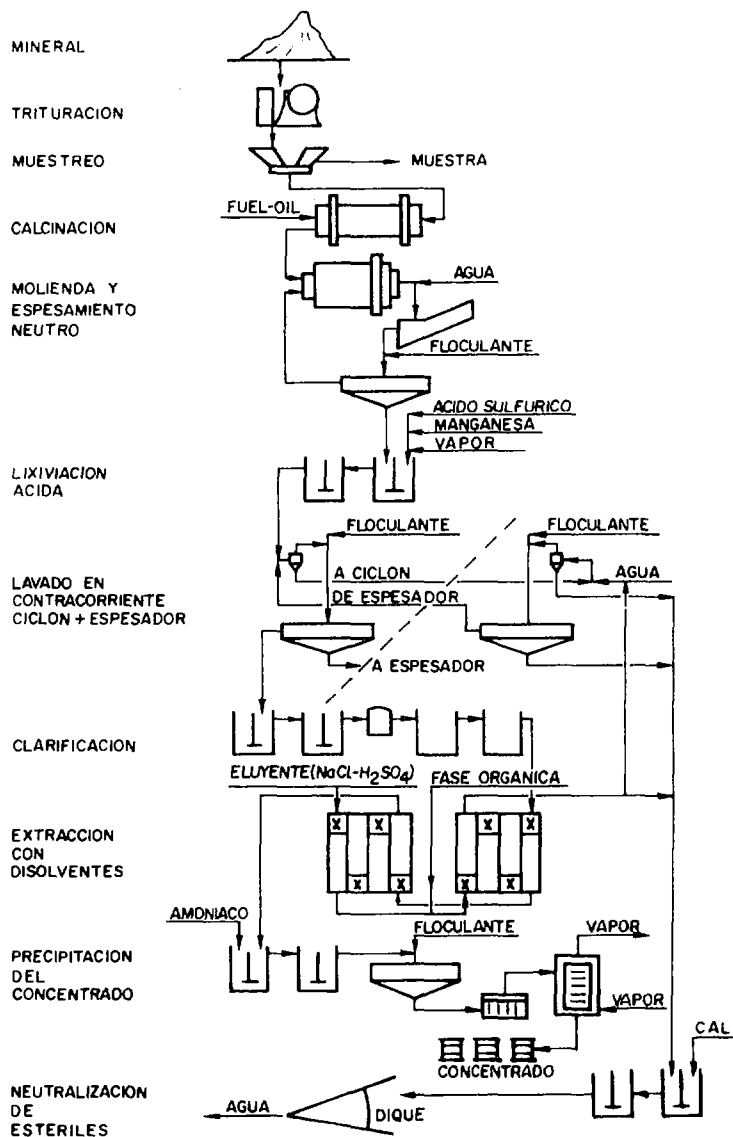 MINERAL
TRITURACION
MUESTREO
MUESTRA
FUEL-OIL
CALCINACION
AGUA
MOLIENDA Y
ESPESAMIENTO
NEUTRO
FLOCULANTE
ACIDO SULFURICO
MANGANESA
VAPOR
LIXIVIACION
ACIDA
FLOCULANTE
FLOCULANTE
A CICLON
AGUA
LAVADO EN
CONTRACORRIENTE
CICLON + ESPESADOR
DE ESPESADOR
A ESPESADOR
CLARIFICACION
ELUYENTE(NaCl-H₂SO₄)
FASE ORGANICA
X X X X
X X X X
EXTRACCION
CON
DISOLVENTES
AMONIACO
FLOCULANTE
VAPOR
PRECIPITACION
DEL
CONCENTRADO
VAPOR
CONCENTRADO
CAL
NEUTRALIZACION
DE
ESTERILES
AGUA
DIQUE